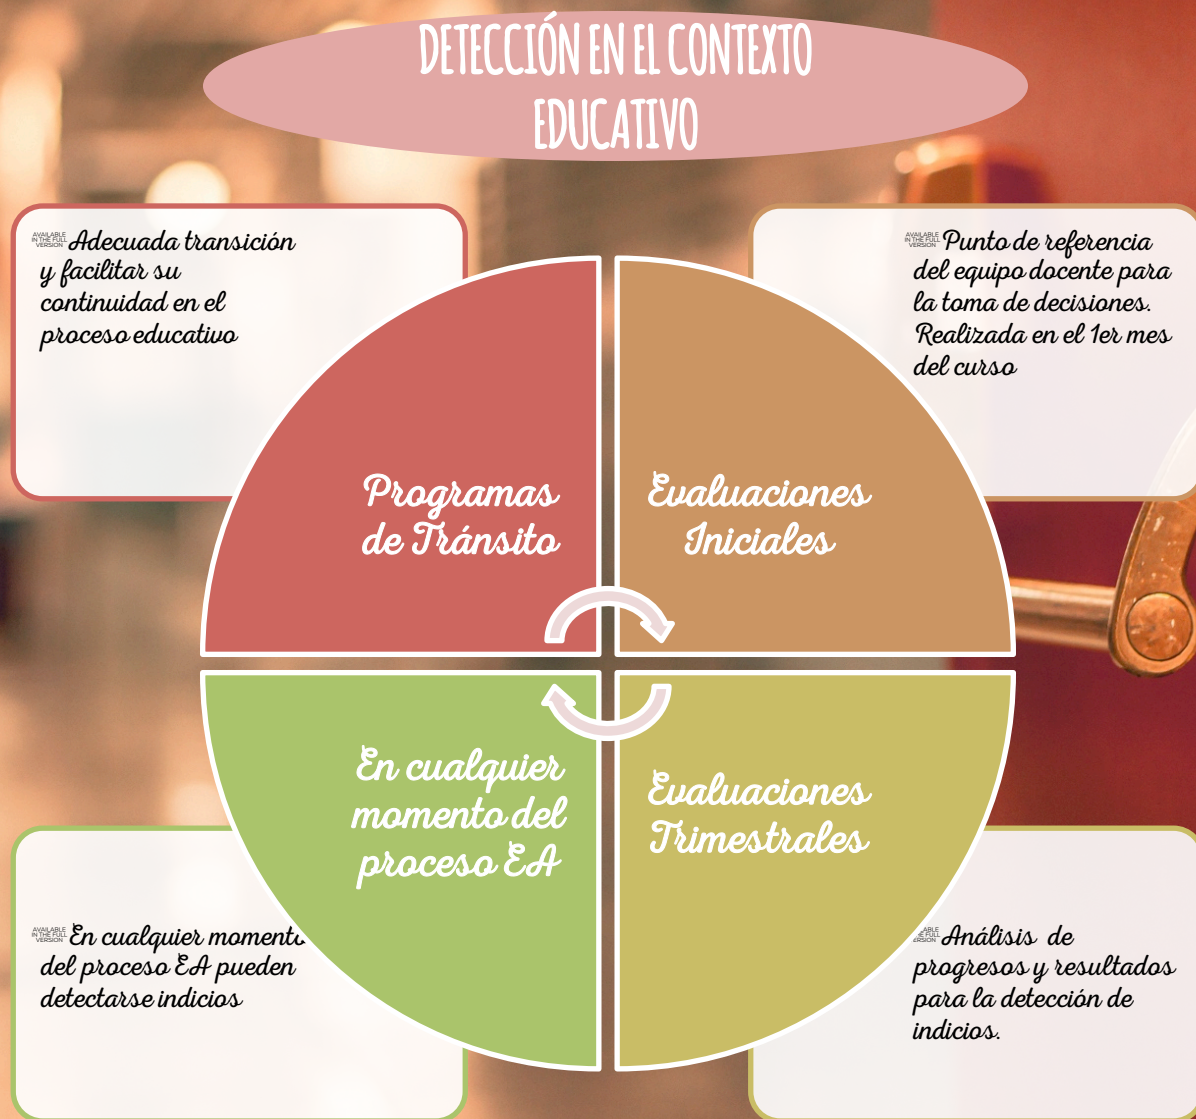 DETECCIÓN EN EL CONTEXTO
EDUCATIVO
AVAILABLE
IN THE FULL
VERSION
Adecuada transición
y facilitar su
continuidad en el
proceso educativo
AVAILABLE
IN THE FULL
VERSION
Punto de referencia
del equipo docente para
la toma de decisiones.
Realizada en el 1er mes
del curso
Programas
de Tránsito
Evaluaciones
Iniciales
En cualquier
momento del
proceso EA
Evaluaciones
Trimestrales
AVAILABLE
IN THE FULL
VERSION
En cualquier momento
del proceso EA pueden
detectarse indicios
Análisis de
progresos y resultados
para la detección de
indicios.